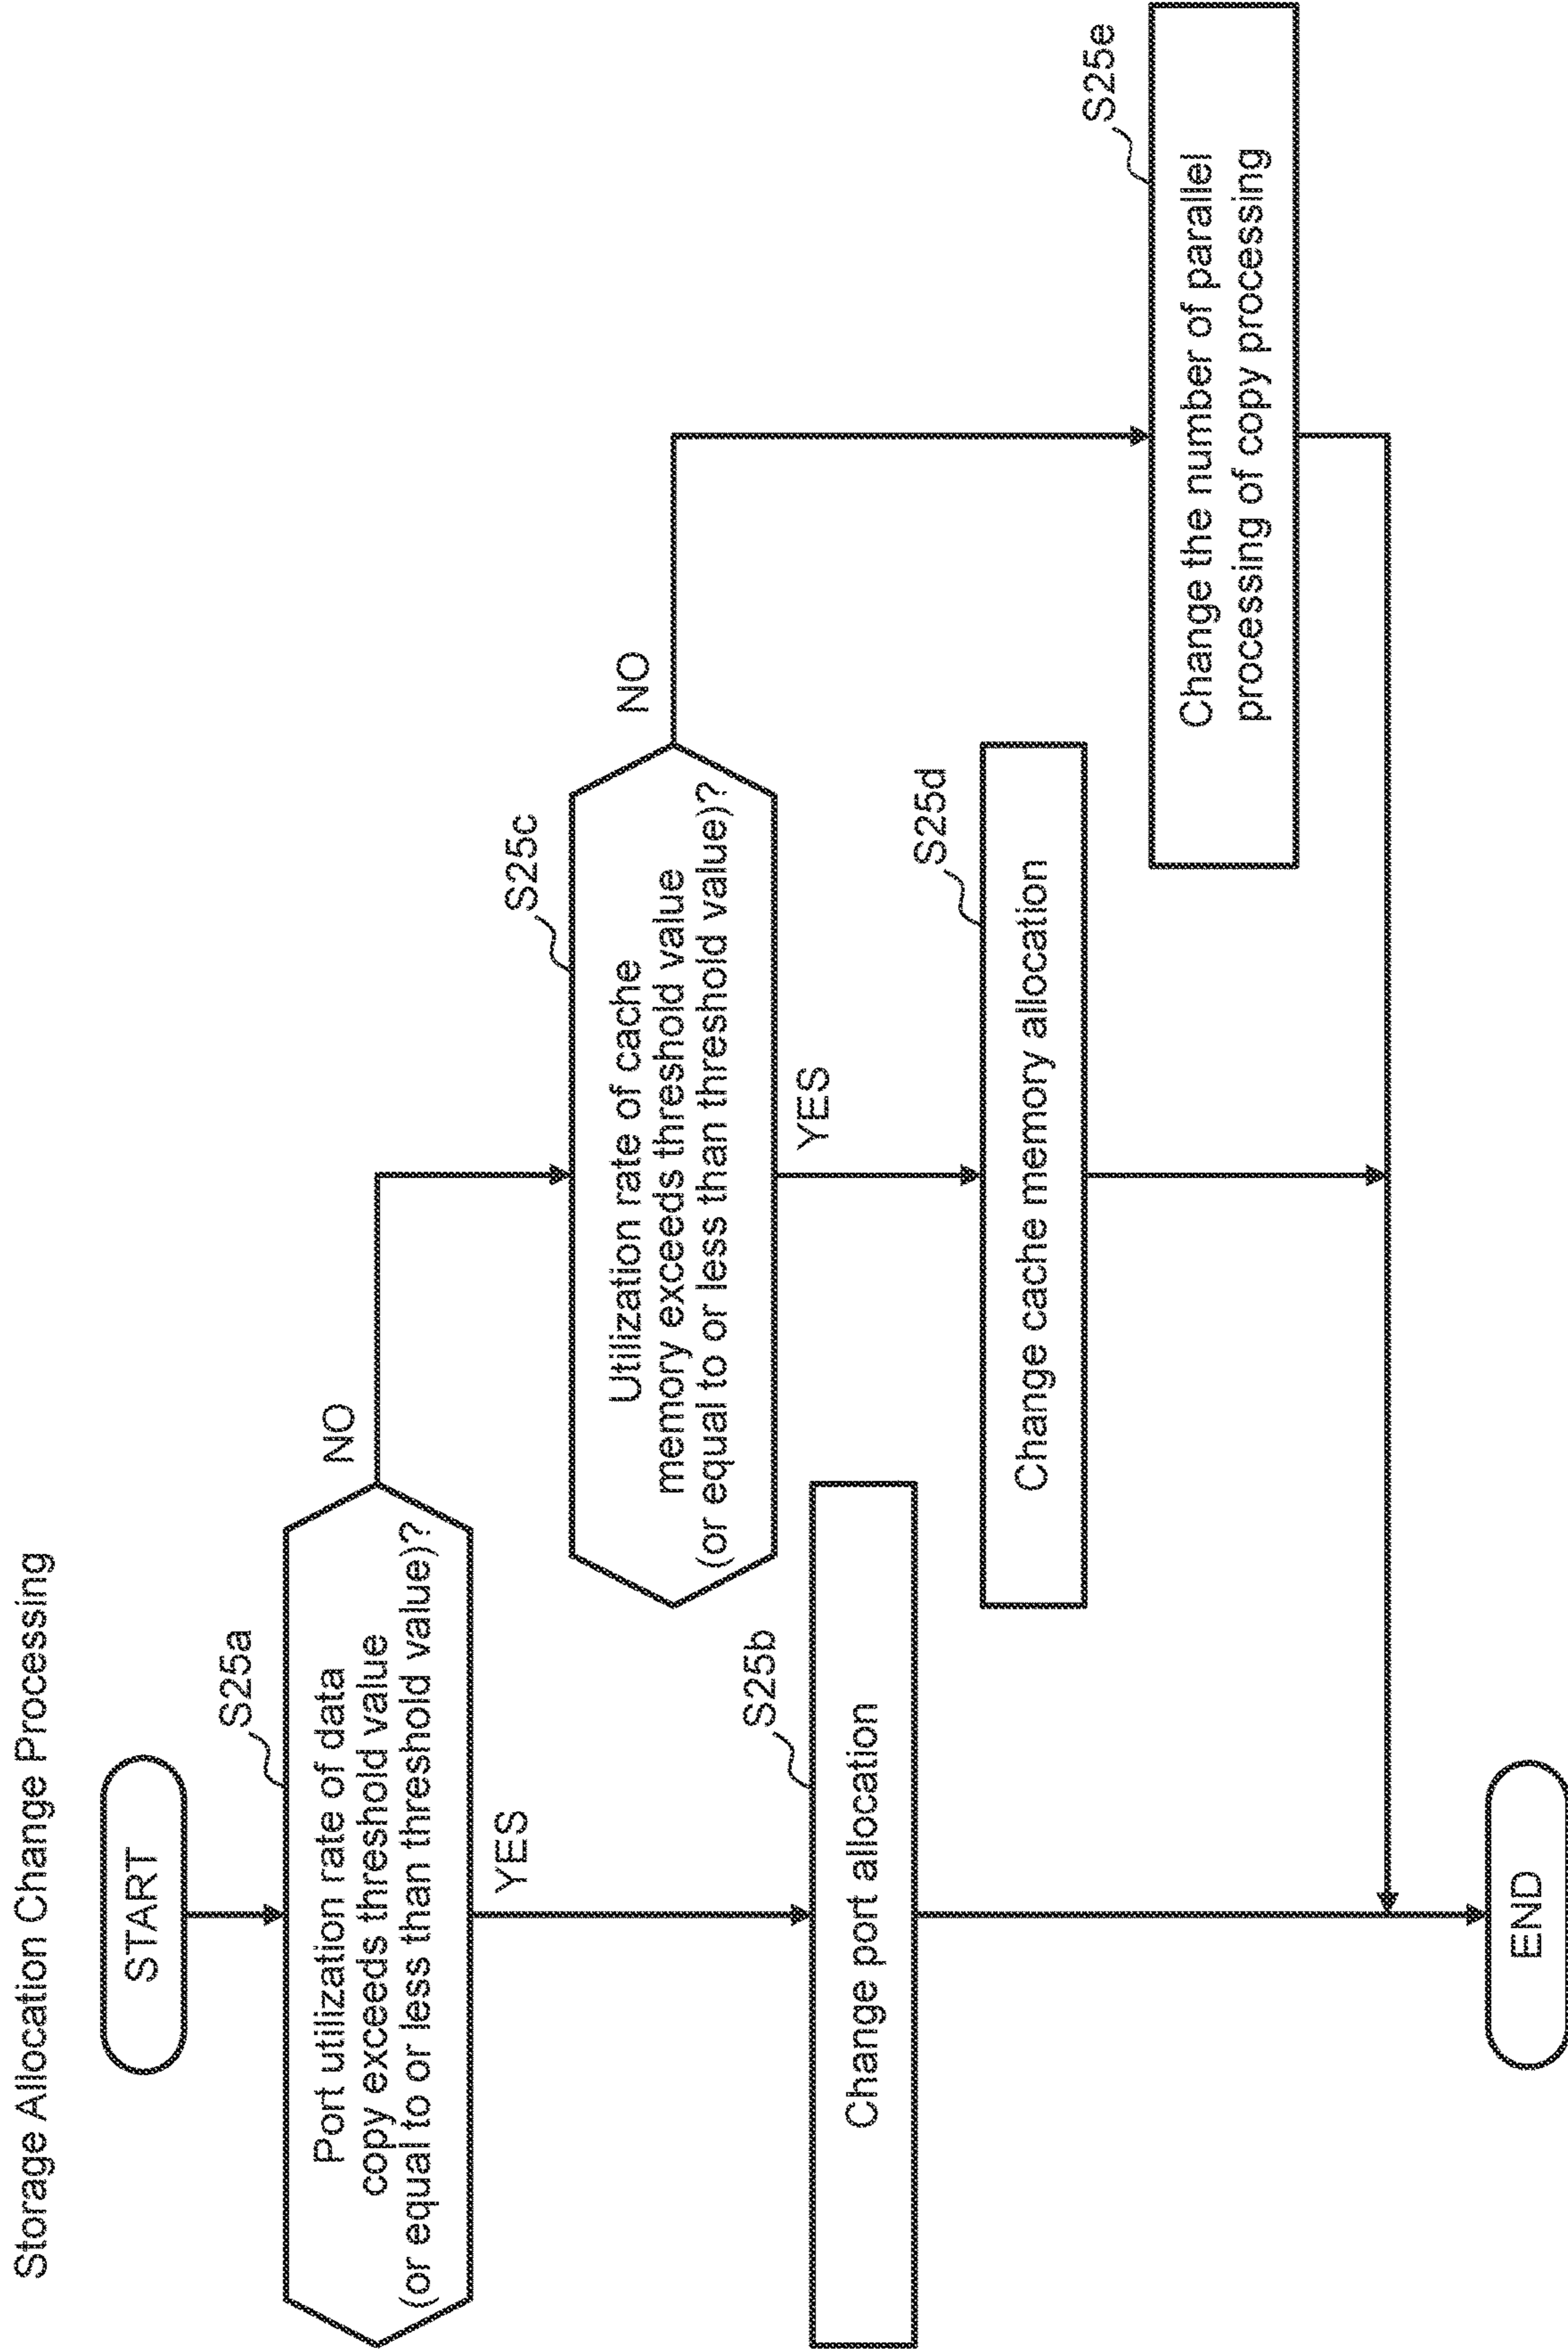 Storage Allocation Change Processing
START
S25a
Port utilization rate of data
copy exceeds threshold value
(or equal to or less than threshold value)?
NO
YES
S25b
Change port allocation
S25c
Utilization rate of cache
memory exceeds threshold value
(or equal to or less than threshold value)?
NO
YES
S25d
Change cache memory allocation
S25e
Change the number of parallel
processing of copy processing
END